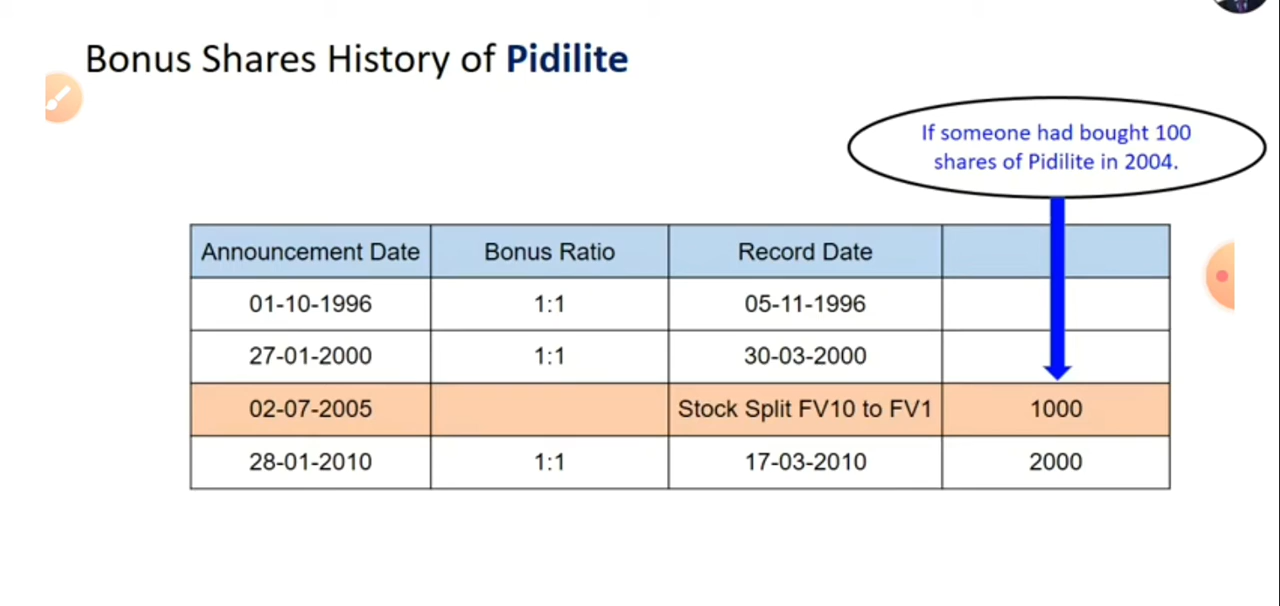 Bonus Shares History of Pidilite
If someone had bought 100
shares of Pidilite in 2004.
Announcement Date Bonus Ratio Record Date
01-10-1996 1:1 05-11-1996
27-01-2000 1:1 30-03-2000
02-07-2005 Stock Split FV10 to FV1 1000
28-01-2010 1:1 17-03-2010 2000